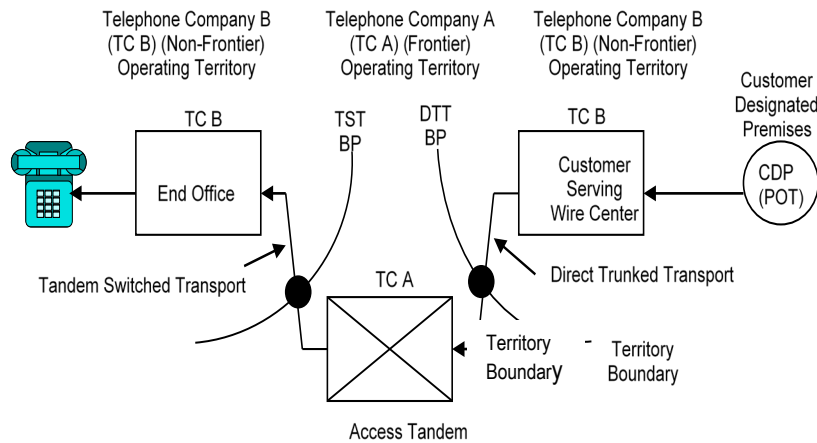 Telephone Company B
(TC B) (Non-Frontier)
Operating Territory
Telephone Company A
(TC A) (Frontier)
Operating Territory
Telephone Company B
(TC B) (Non-Frontier)
Operating Territory
Customer
Designated
Premises
TC B
TST
BP
DTT
BP
TC B
End Office
Customer
Serving
Wire Center
CDP
(POT)
Tandem Switched Transport
TC A
Direct Trunked Transport
Territory
Boundary
Territory
Boundary
Access Tandem